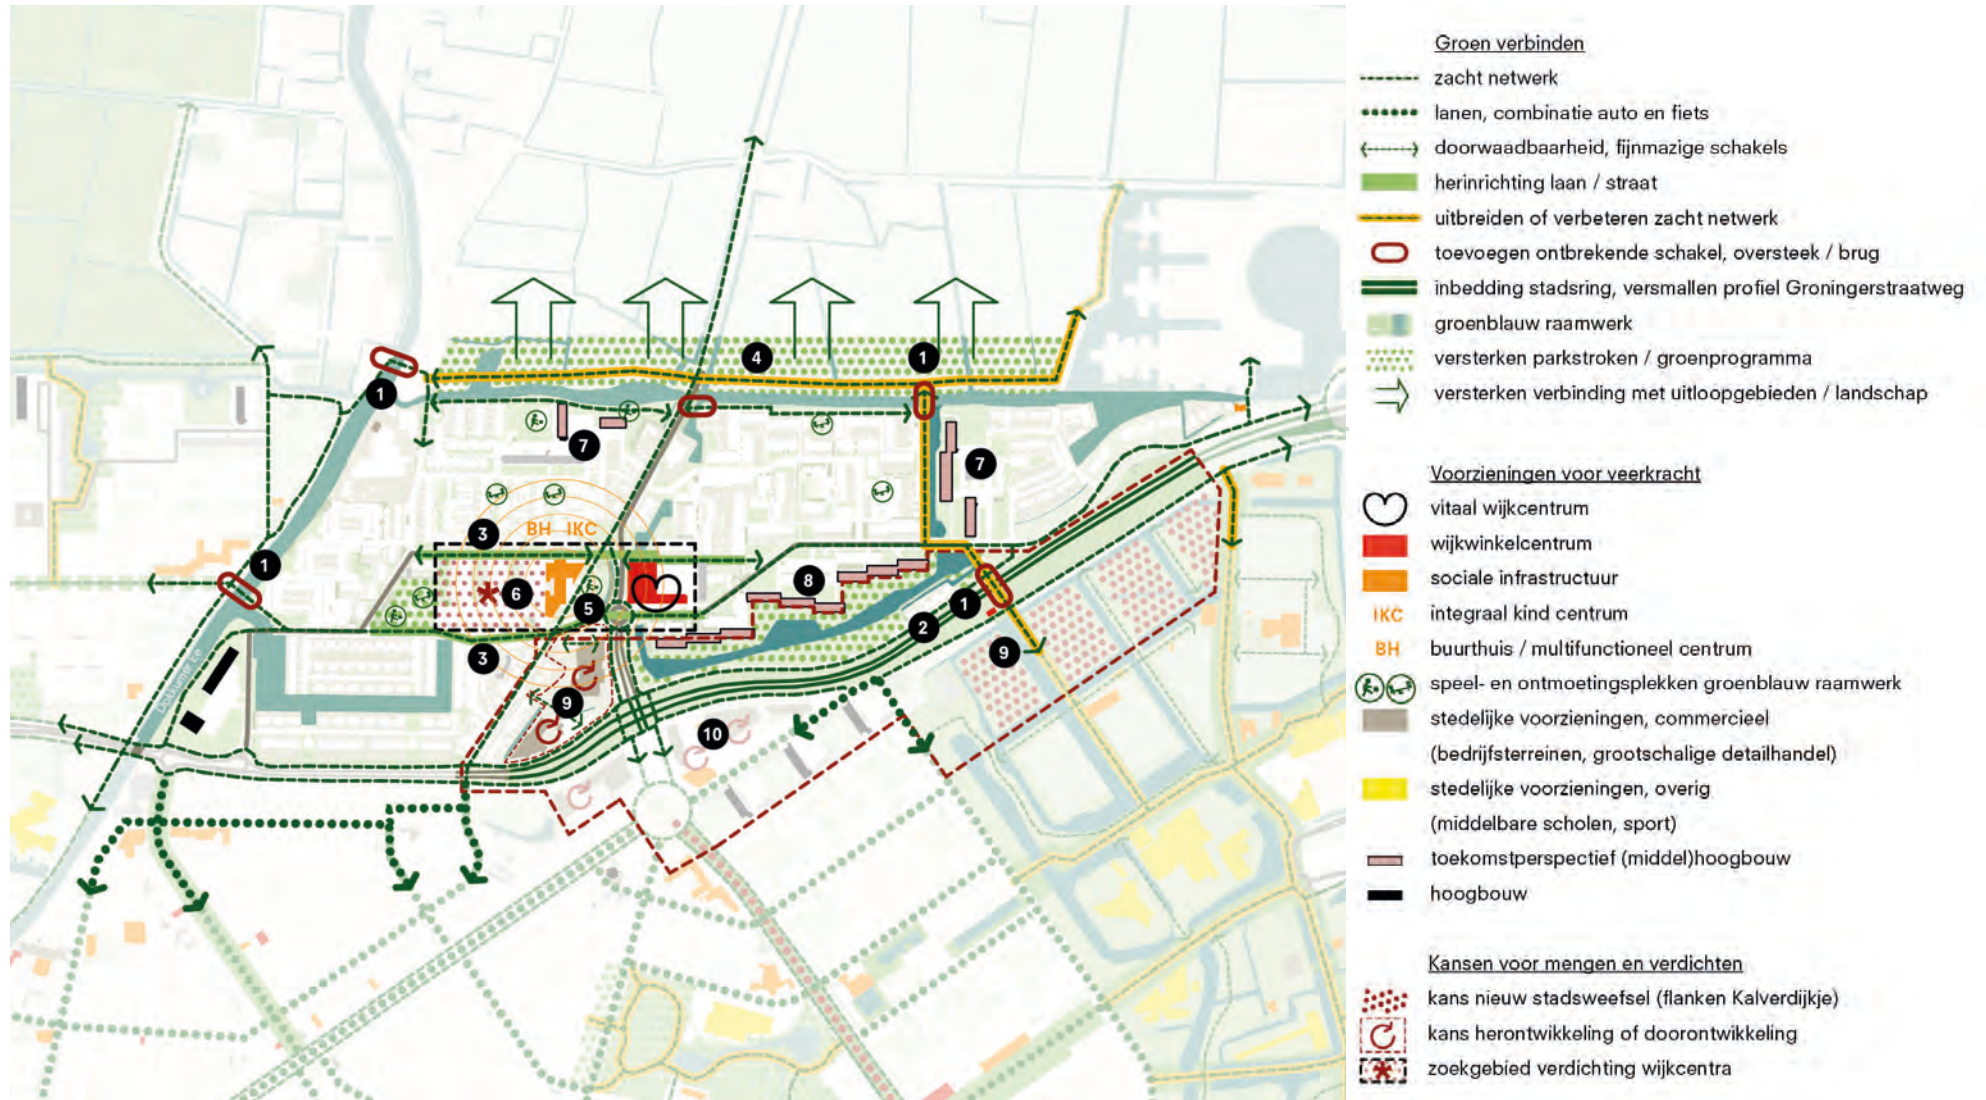 4
1
1
7
7
3
BH IKC
1
8
6
5
1
2
3
9
Dokkumer Ee
9
10
Groen verbinden
zacht netwerk
lanen, combinatie auto en fiets
doorwaadbaarheid, fijnmazige schakels
herinrichting laan / straat
uitbreiden of verbeteren zacht netwerk
toevoegen ontbrekende schakel, oversteek / brug
inbedding stadsring, versmallen profiel Groningerstraatweg
groenblauw raamwerk
versterken parkstroken / groenprogramma
versterken verbinding met uitloopgebieden / landschap
Voorzieningen voor veerkracht
vitaal wijkcentrum
wijkwinkelcentrum
sociale infrastructuur
IKC integraal kind centrum
BH buurthuis / multifunctioneel centrum
speel- en ontmoetingsplekken groenblauw raamwerk
stedelijke voorzieningen, commercieel
(bedrijfsterreinen, grootschalige detailhandel)
stedelijke voorzieningen, overig
(middelbare scholen, sport)
toekomstperspectief (middel)hoogbouw
hoogbouw
Kansen voor mengen en verdichten
kans nieuw stadsweefsel (flanken Kalverdijkje)
kans herontwikkeling of doorontwikkeling
zoekgebied verdichting wijkcentra